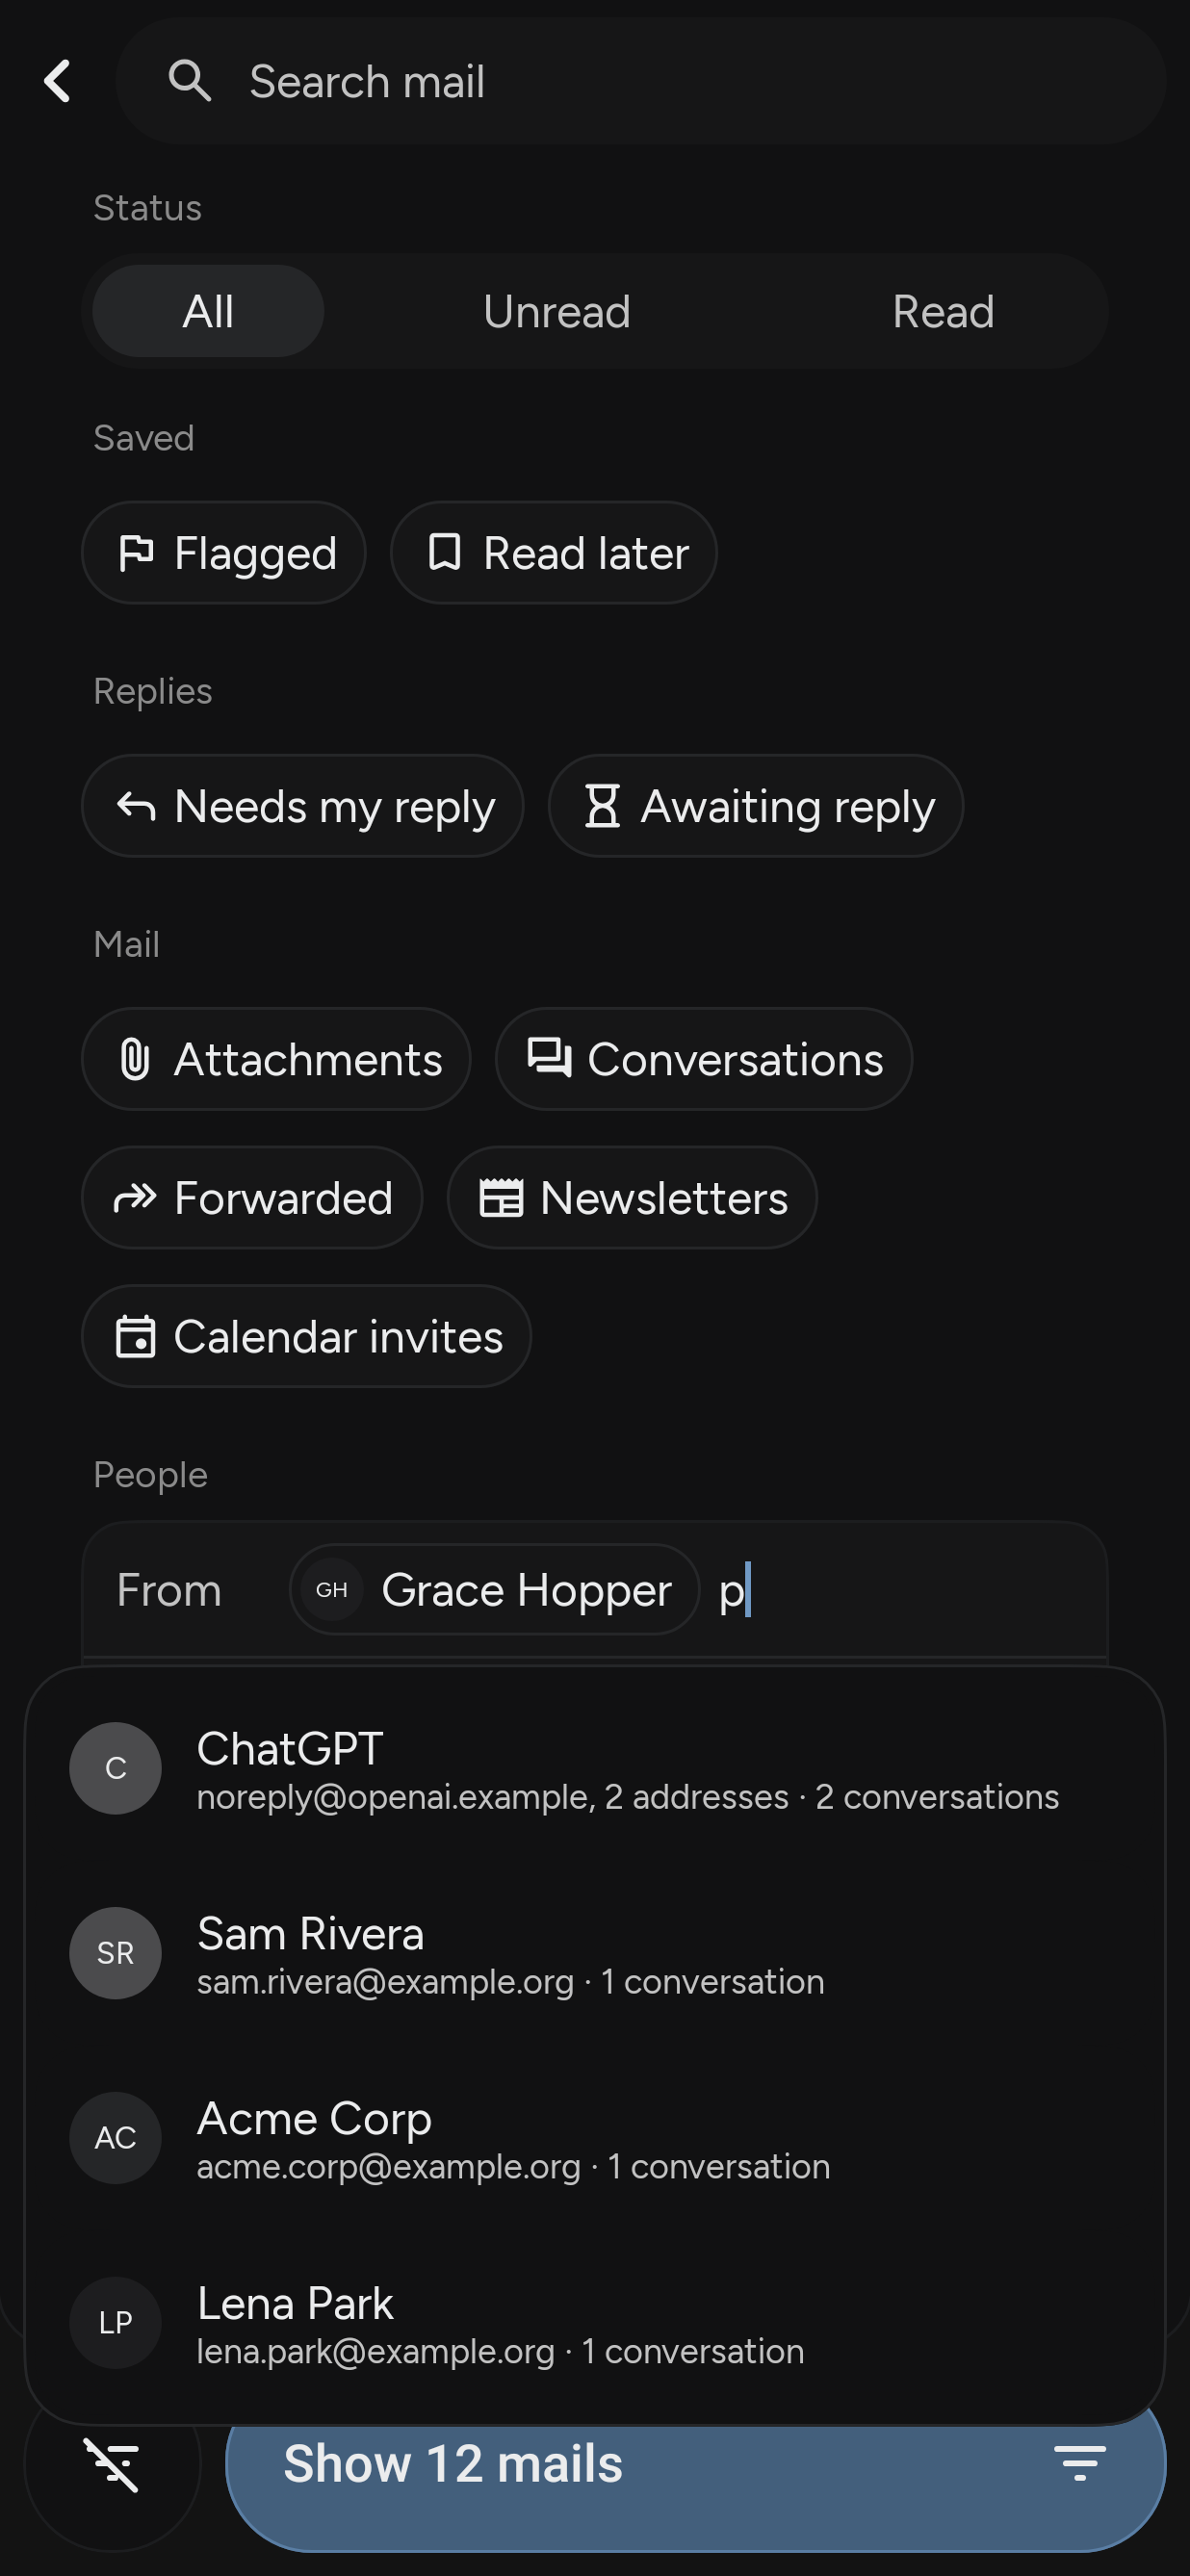 Search mail
Status
All Unread Read
Saved
Flagged Read later
Replies
Needs my reply Awaiting reply
Mail
Attachments Conversations
Forwarded Newsletters
Calendar invites
People
From GH Grace Hopper p
C ChatGPT
noreply@openai.example, 2 addresses · 2 conversations
SR Sam Rivera
sam.rivera@example.org · 1 conversation
AC Acme Corp
acme.corp@example.org · 1 conversation
LP Lena Park
lena.park@example.org · 1 conversation
Show 12 mails